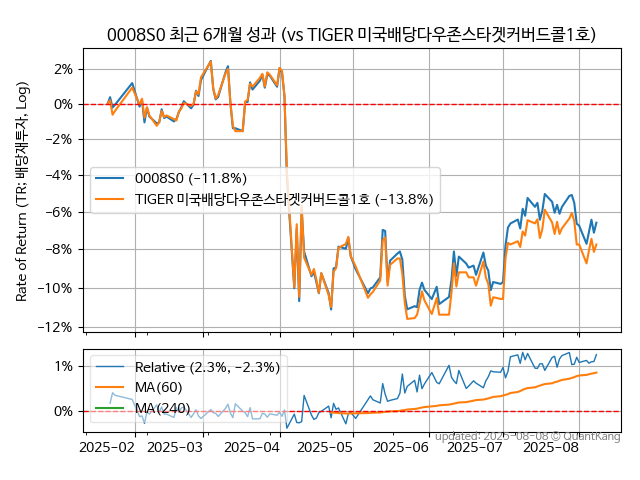 0008S0 최근 6개월 성과 (vs TIGER 미국배당다우존스타겟커버드콜1호)
Rate of Return (TR; 배당재투자, Log)
2%
0%
−2%
−4%
−6%
−8%
−10%
−12%
0008S0 (−11.8%)
TIGER 미국배당다우존스타겟커버드콜1호 (−13.8%)
1%
0%
Relative (2.3%, −2.3%)
MA(60)
MA(240)
updated: 2025-08-08 © QuantKang
2025-02 2025-03 2025-04 2025-05 2025-06 2025-07 2025-08